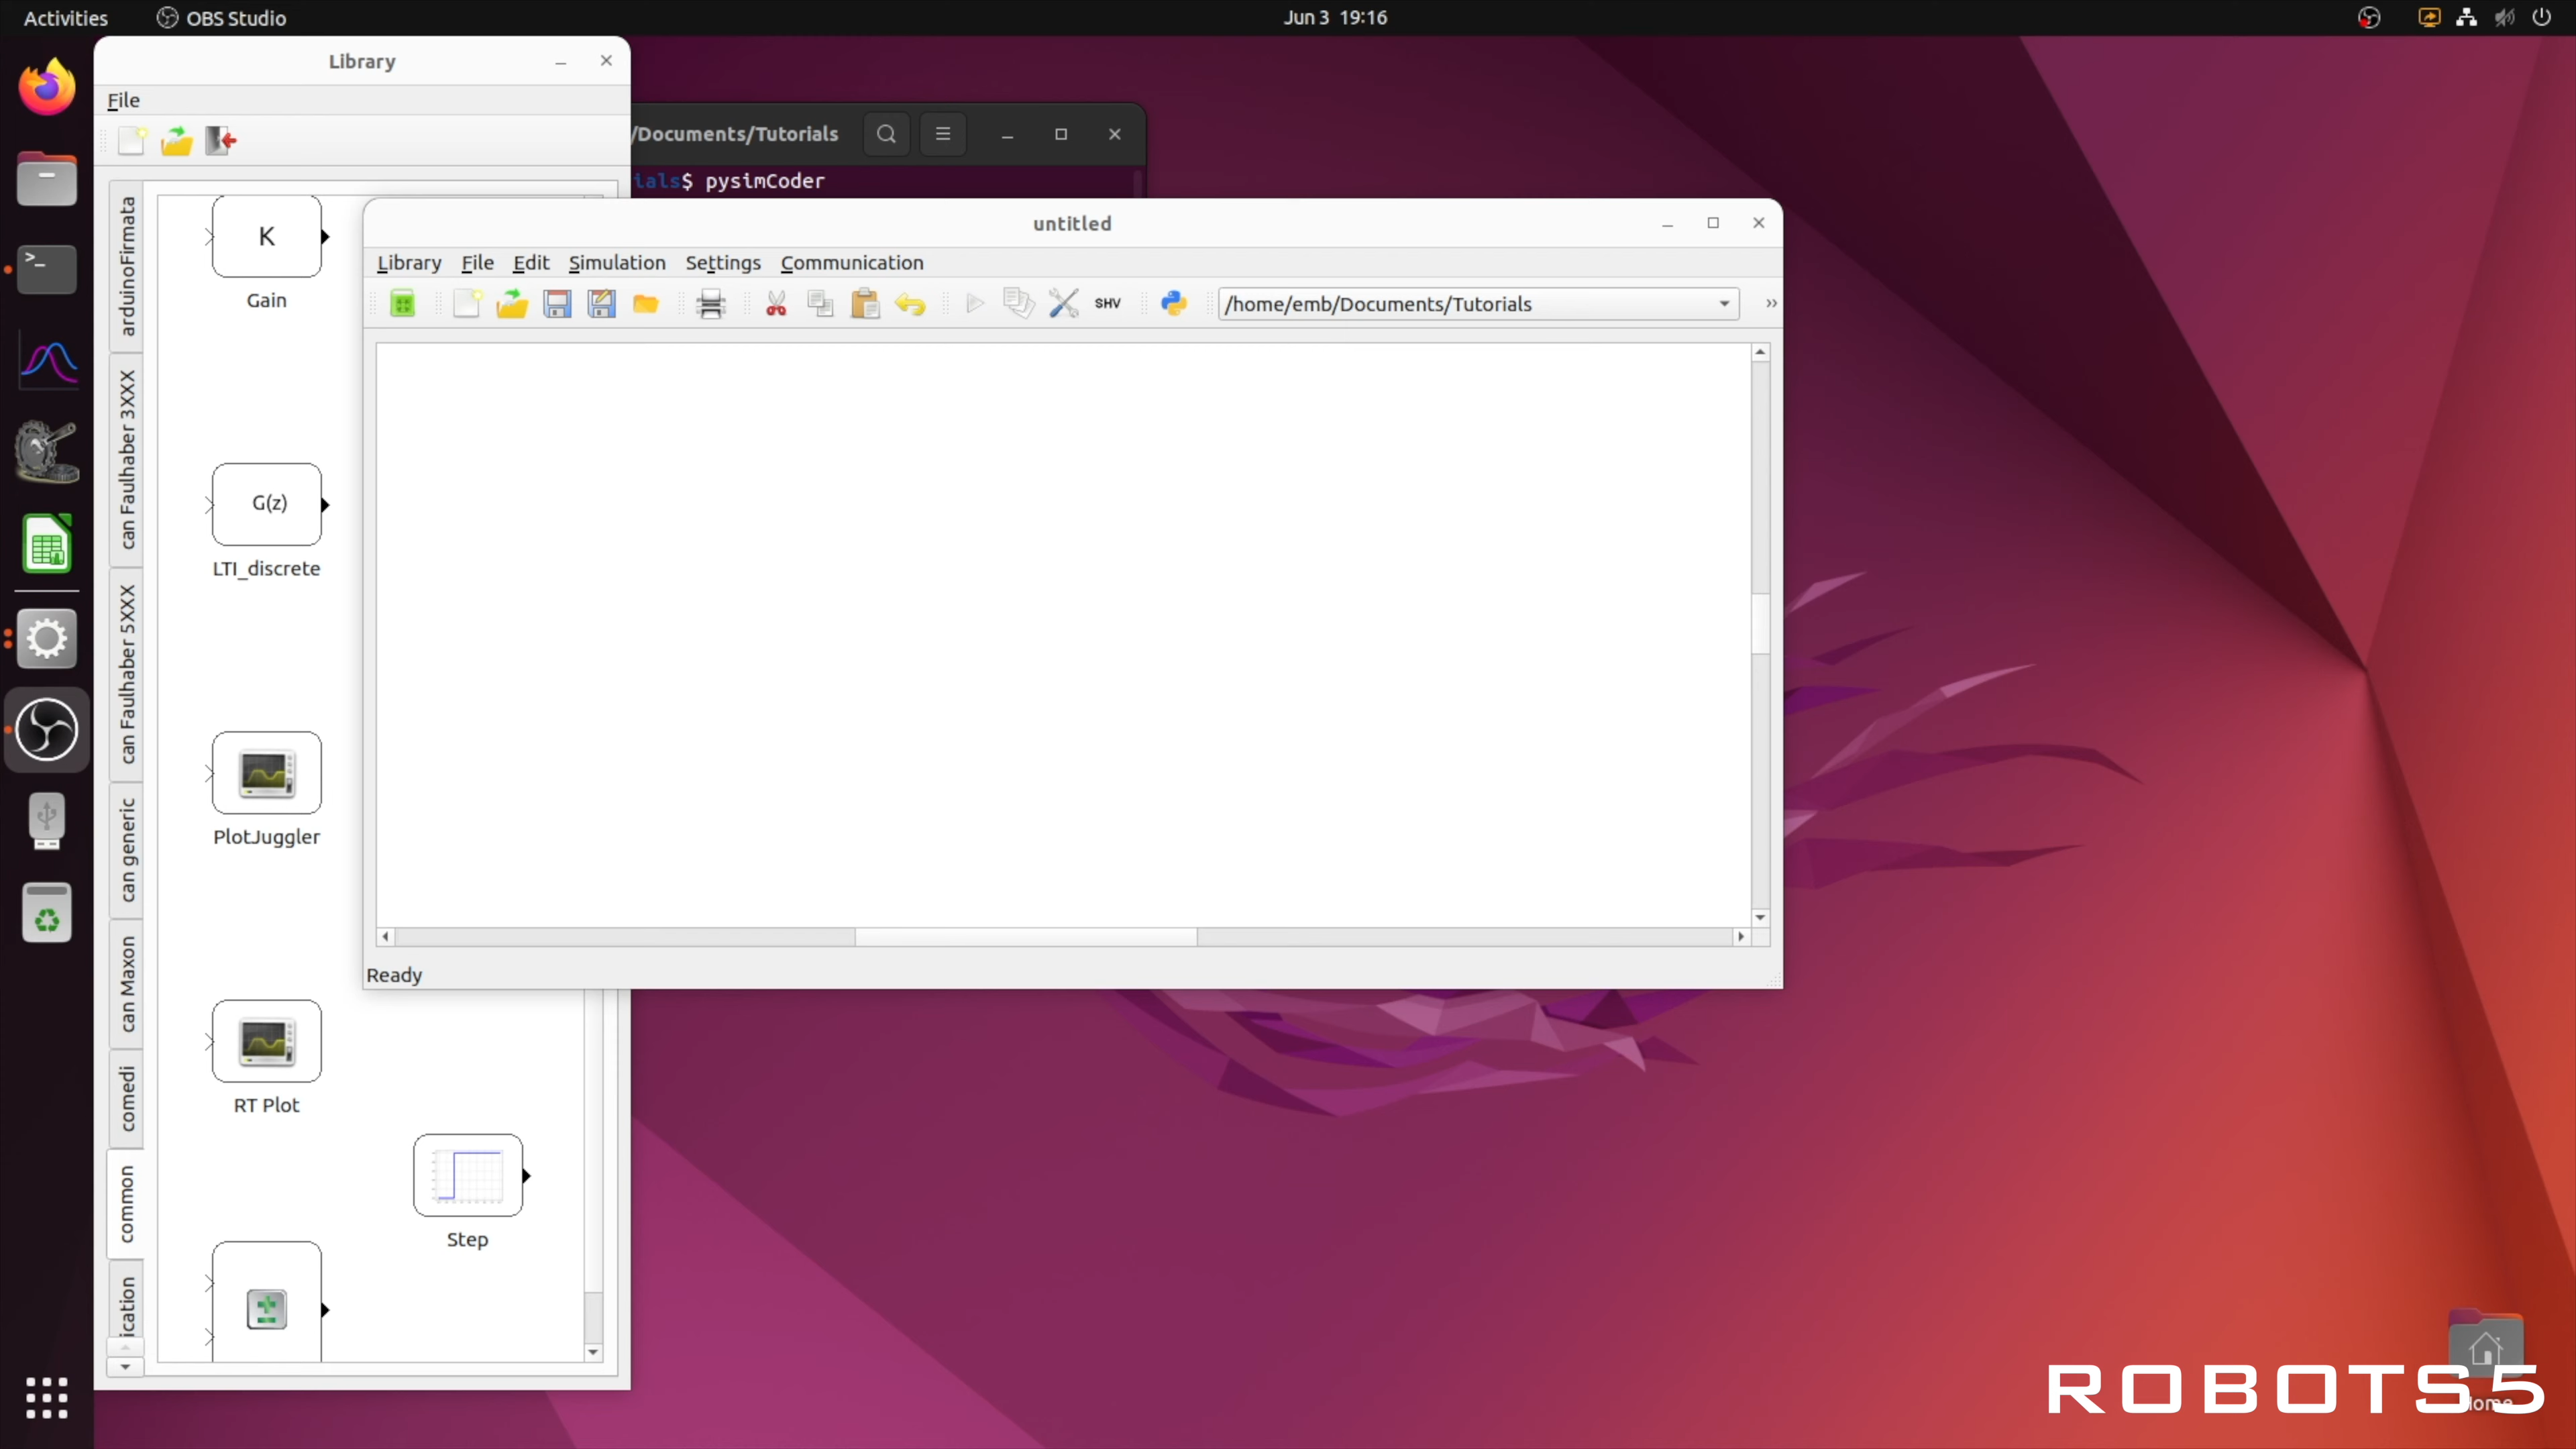 Activities
OBS Studio
Jun 3 19:16
Library
File
/Documents/Tutorials
ials$ pysimCoder
untitled
Library File Edit Simulation Settings Communication
SHV
/home/emb/Documents/Tutorials
arduinoFirmata
can Faulhaber 3XXX
can Faulhaber 5XXX
can generic
can Maxon
comedi
common
ication
K
Gain
G(z)
LTI_discrete
PlotJuggler
RT Plot
Step
Ready
ROBOTS5